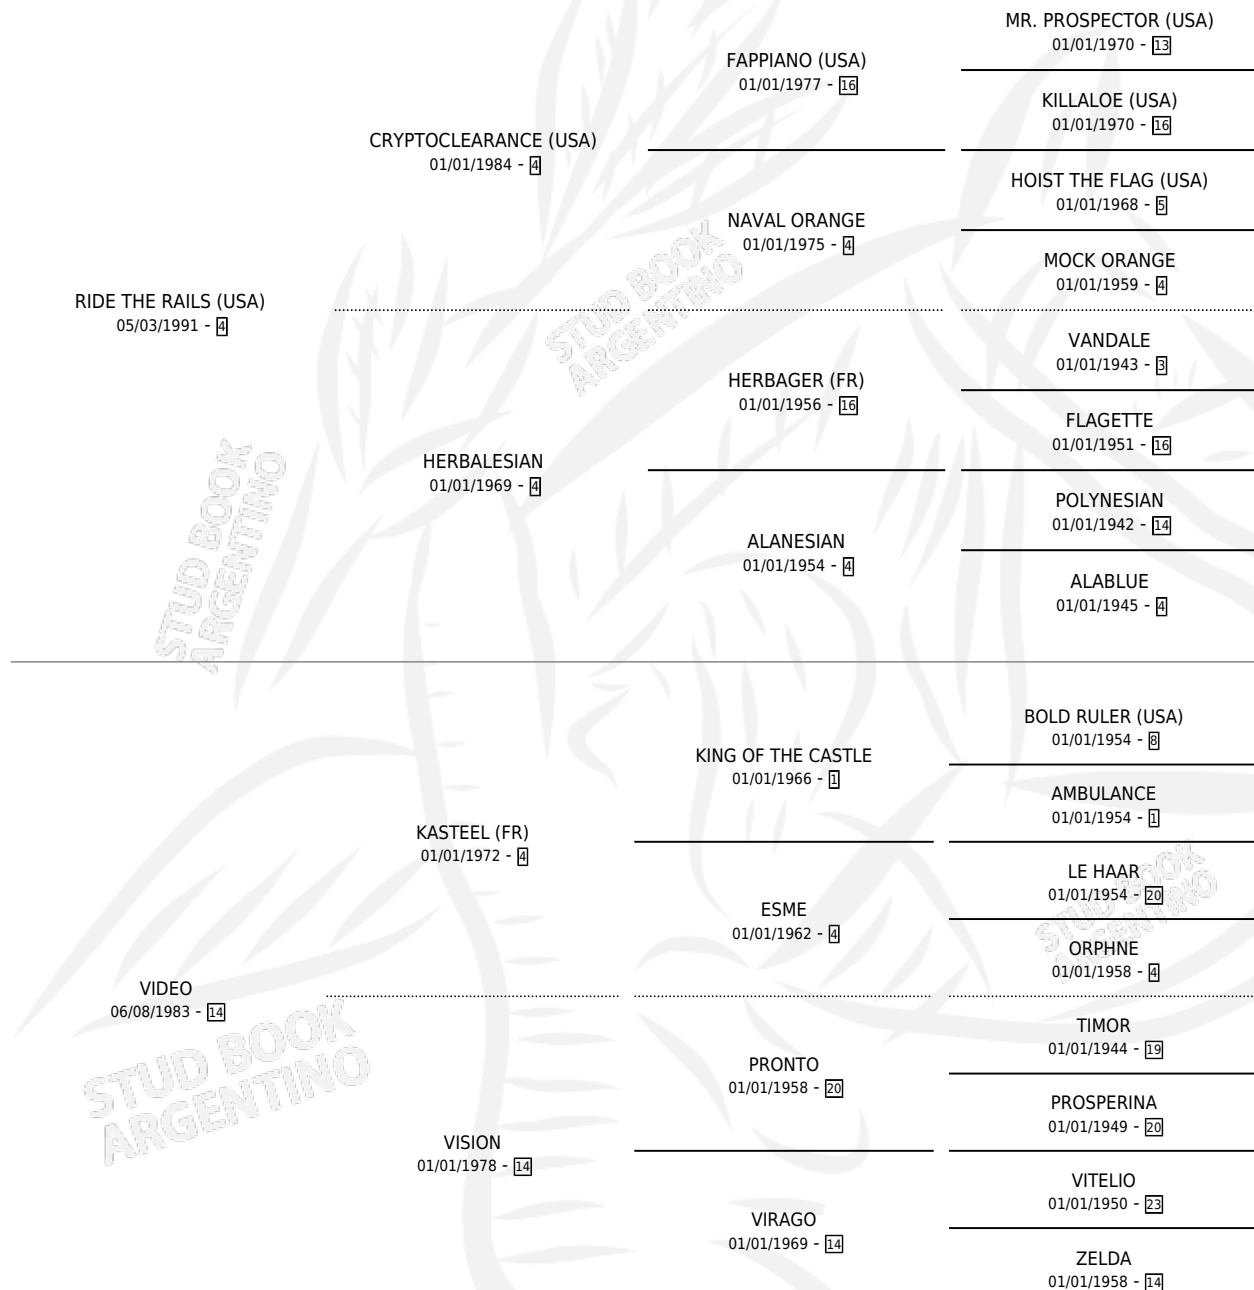 MR. PROSPECTOR (USA)
01/01/1970 - 13
FAPPIANO (USA)
01/01/1977 - 16
KILLALOE (USA)
01/01/1970 - 16
CRYPTOCLEARANCE (USA)
01/01/1984 - 4
HOIST THE FLAG (USA)
01/01/1968 - 5
NAVAL ORANGE
01/01/1975 - 4
MOCK ORANGE
01/01/1959 - 4
RIDE THE RAILS (USA)
05/03/1991 - 4
VANDALE
01/01/1943 - 3
HERBAGER (FR)
01/01/1956 - 16
FLAGETTE
01/01/1951 - 16
HERBALESIAN
01/01/1969 - 4
POLYNESIAN
01/01/1942 - 14
ALANESIAN
01/01/1954 - 4
ALABLUE
01/01/1945 - 4
BOLD RULER (USA)
01/01/1954 - 8
KING OF THE CASTLE
01/01/1966 - 1
AMBULANCE
01/01/1954 - 1
KASTEEL (FR)
01/01/1972 - 4
LE HAAR
01/01/1954 - 20
ESME
01/01/1962 - 4
ORPHNE
01/01/1958 - 4
VIDEO
06/08/1983 - 14
TIMOR
01/01/1944 - 19
PRONTO
01/01/1958 - 20
PROSPERINA
01/01/1949 - 20
VISION
01/01/1978 - 14
VITELIO
01/01/1950 - 23
VIRAGO
01/01/1969 - 14
ZELDA
01/01/1958 - 14
STUD BOOK
ARGENTINO
STUD BOOK
ARGENTINO
STUD BOOK
ARGENTINO
STUD BOOK
ARGENTINO